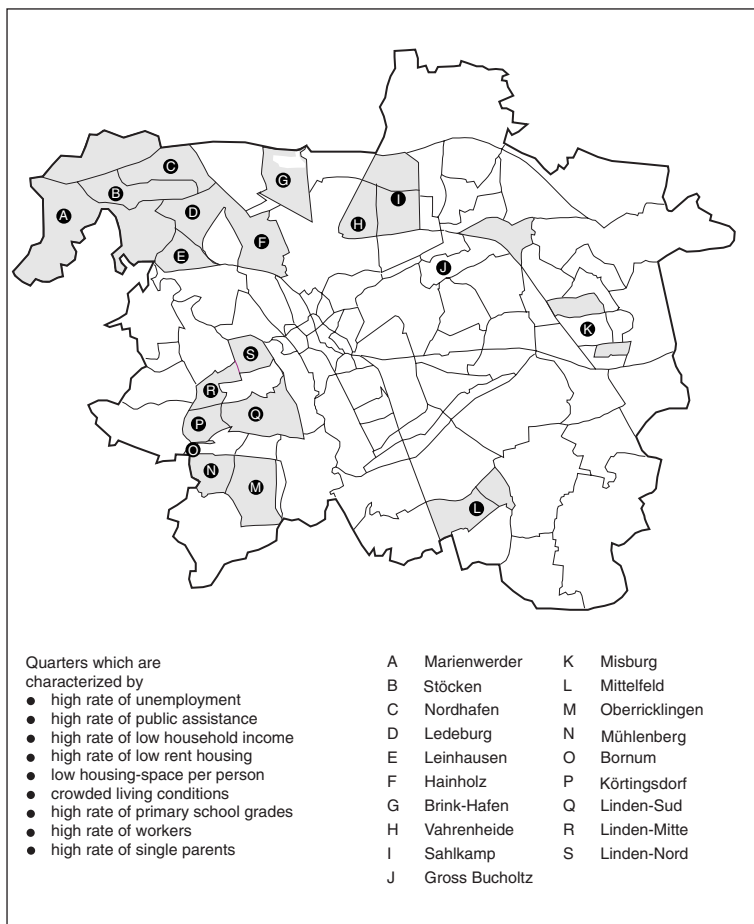 C
B
G
A
D
I
H
F
E
J
K
S
R
Q
P
O
N
M
L
Quarters which are
characterized by
● high rate of unemployment
● high rate of public assistance
● high rate of low household income
● high rate of low rent housing
● low housing-space per person
● crowded living conditions
● high rate of primary school grades
● high rate of workers
● high rate of single parents
A Marienwerder
B Stöcken
C Nordhafen
D Ledeburg
E Leinhausen
F Hainholz
G Brink-Hafen
H Vahrenheide
I Sahlkamp
J Gross Bucholtz
K Misburg
L Mittelfeld
M Oberricklingen
N Mühlenberg
O Bornum
P Körtingsdorf
Q Linden-Sud
R Linden-Mitte
S Linden-Nord